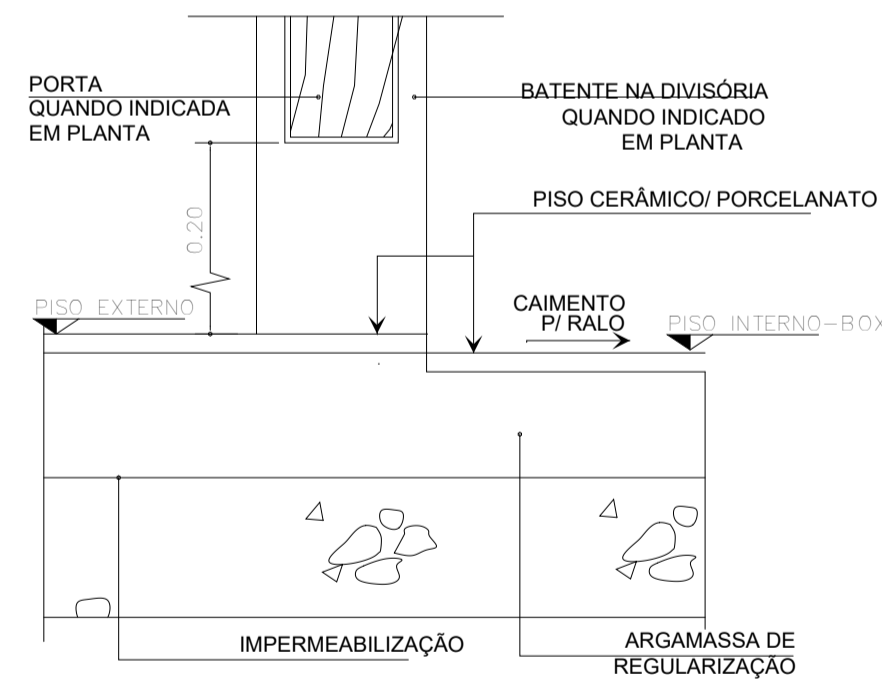 PORTA
QUANDO INDICADA
EM PLANTA
BATENTE NA DIVISÓRIA
QUANDO INDICADO
EM PLANTA
PISO CERÂMICO/ PORCELANATO
0.20
PISO EXTERNO
CAIMENTO
P/ RALO
PISO INTERNO-BOX
IMPERMEABILIZAÇÃO
ARGAMASSA DE
REGULARIZAÇÃO